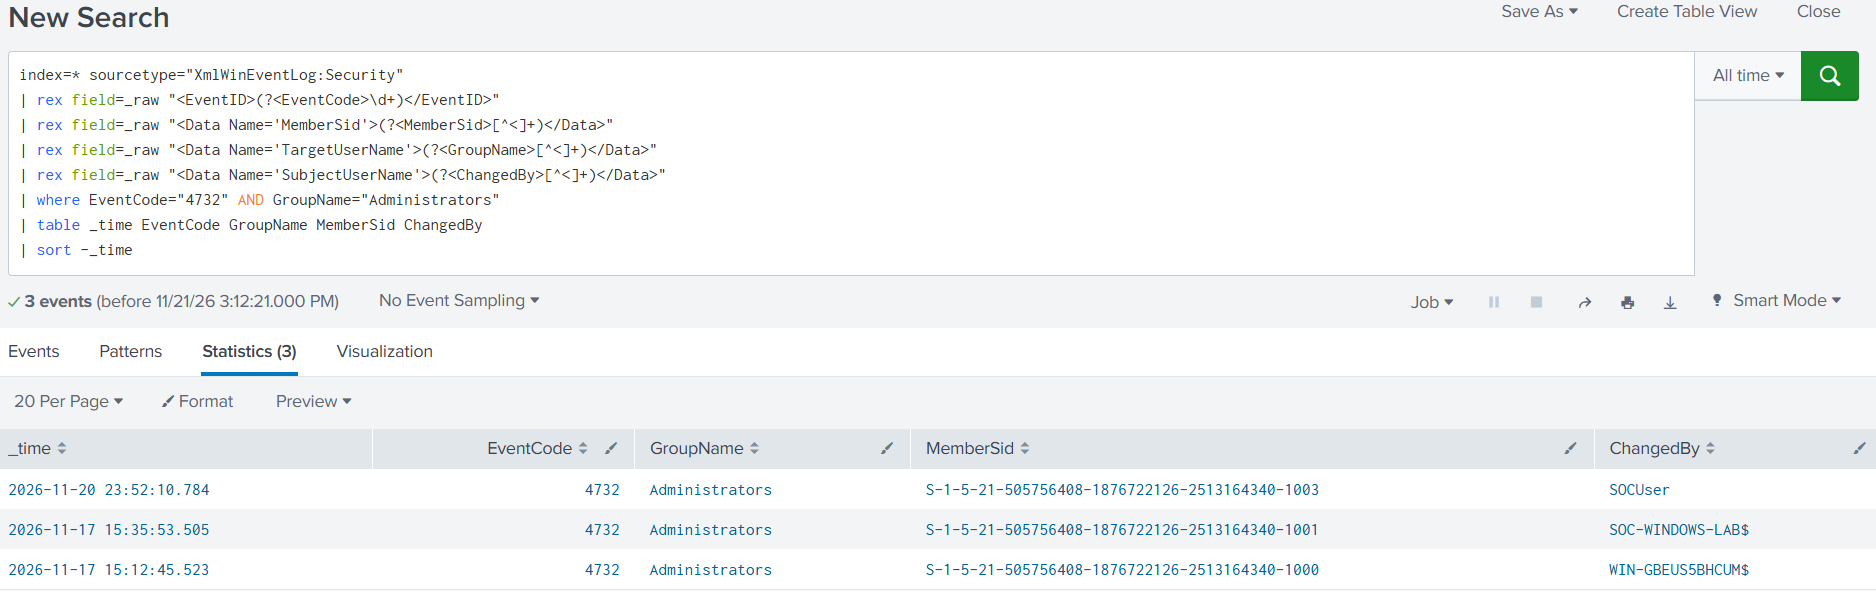 New Search
Save As Create Table View Close
index=* sourcetype="XmlWinEventLog:Security"
| rex field=_raw "<EventID>(?<EventCode>\d+)</EventID>"
| rex field=_raw "<Data Name='MemberSid'>(?<MemberSid>[^<]+)</Data>"
| rex field=_raw "<Data Name='TargetUserName'>(?<GroupName>[^<]+)</Data>"
| rex field=_raw "<Data Name='SubjectUserName'>(?<ChangedBy>[^<]+)</Data>"
| where EventCode="4732" AND GroupName="Administrators"
| table _time EventCode GroupName MemberSid ChangedBy
| sort -_time
All time
3 events (before 11/21/26 3:12:21.000 PM) No Event Sampling Job Smart Mode
Events Patterns Statistics (3) Visualization
20 Per Page Format Preview
_time EventCode GroupName MemberSid ChangedBy
2026-11-20 23:52:10.784 4732 Administrators S-1-5-21-505756408-1876722126-2513164340-1003 SOCUser
2026-11-17 15:35:53.505 4732 Administrators S-1-5-21-505756408-1876722126-2513164340-1001 SOC-WINDOWS-LAB$
2026-11-17 15:12:45.523 4732 Administrators S-1-5-21-505756408-1876722126-2513164340-1000 WIN-GBEUS5BHCUM$